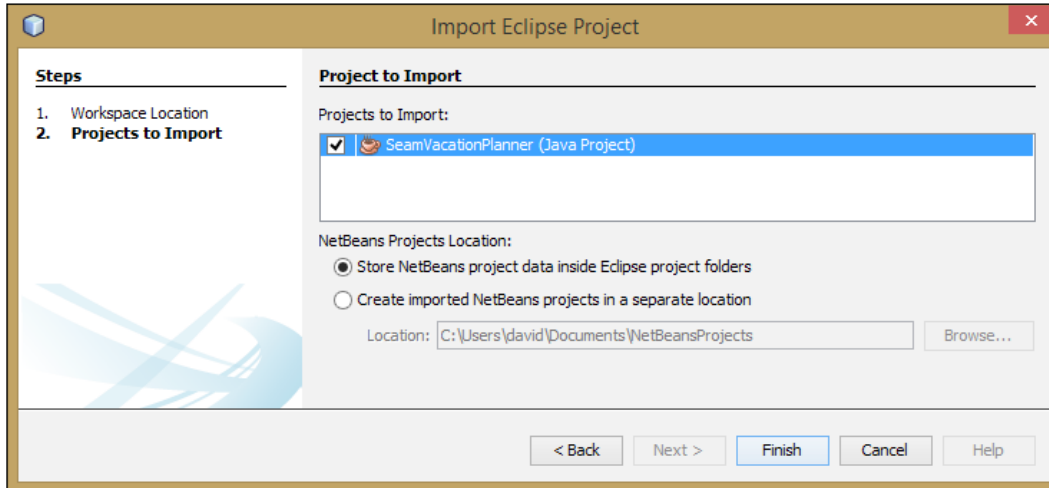 Import Eclipse Project
Steps
1. Workspace Location
2. Projects to Import
Project to Import
Projects to Import:
SeamVacationPlanner (Java Project)
NetBeans Projects Location:
Store NetBeans project data inside Eclipse project folders
Create imported NetBeans projects in a separate location
Location: C:\Users\david\Documents\NetBeansProjects Browse...
< Back Next > Finish Cancel Help